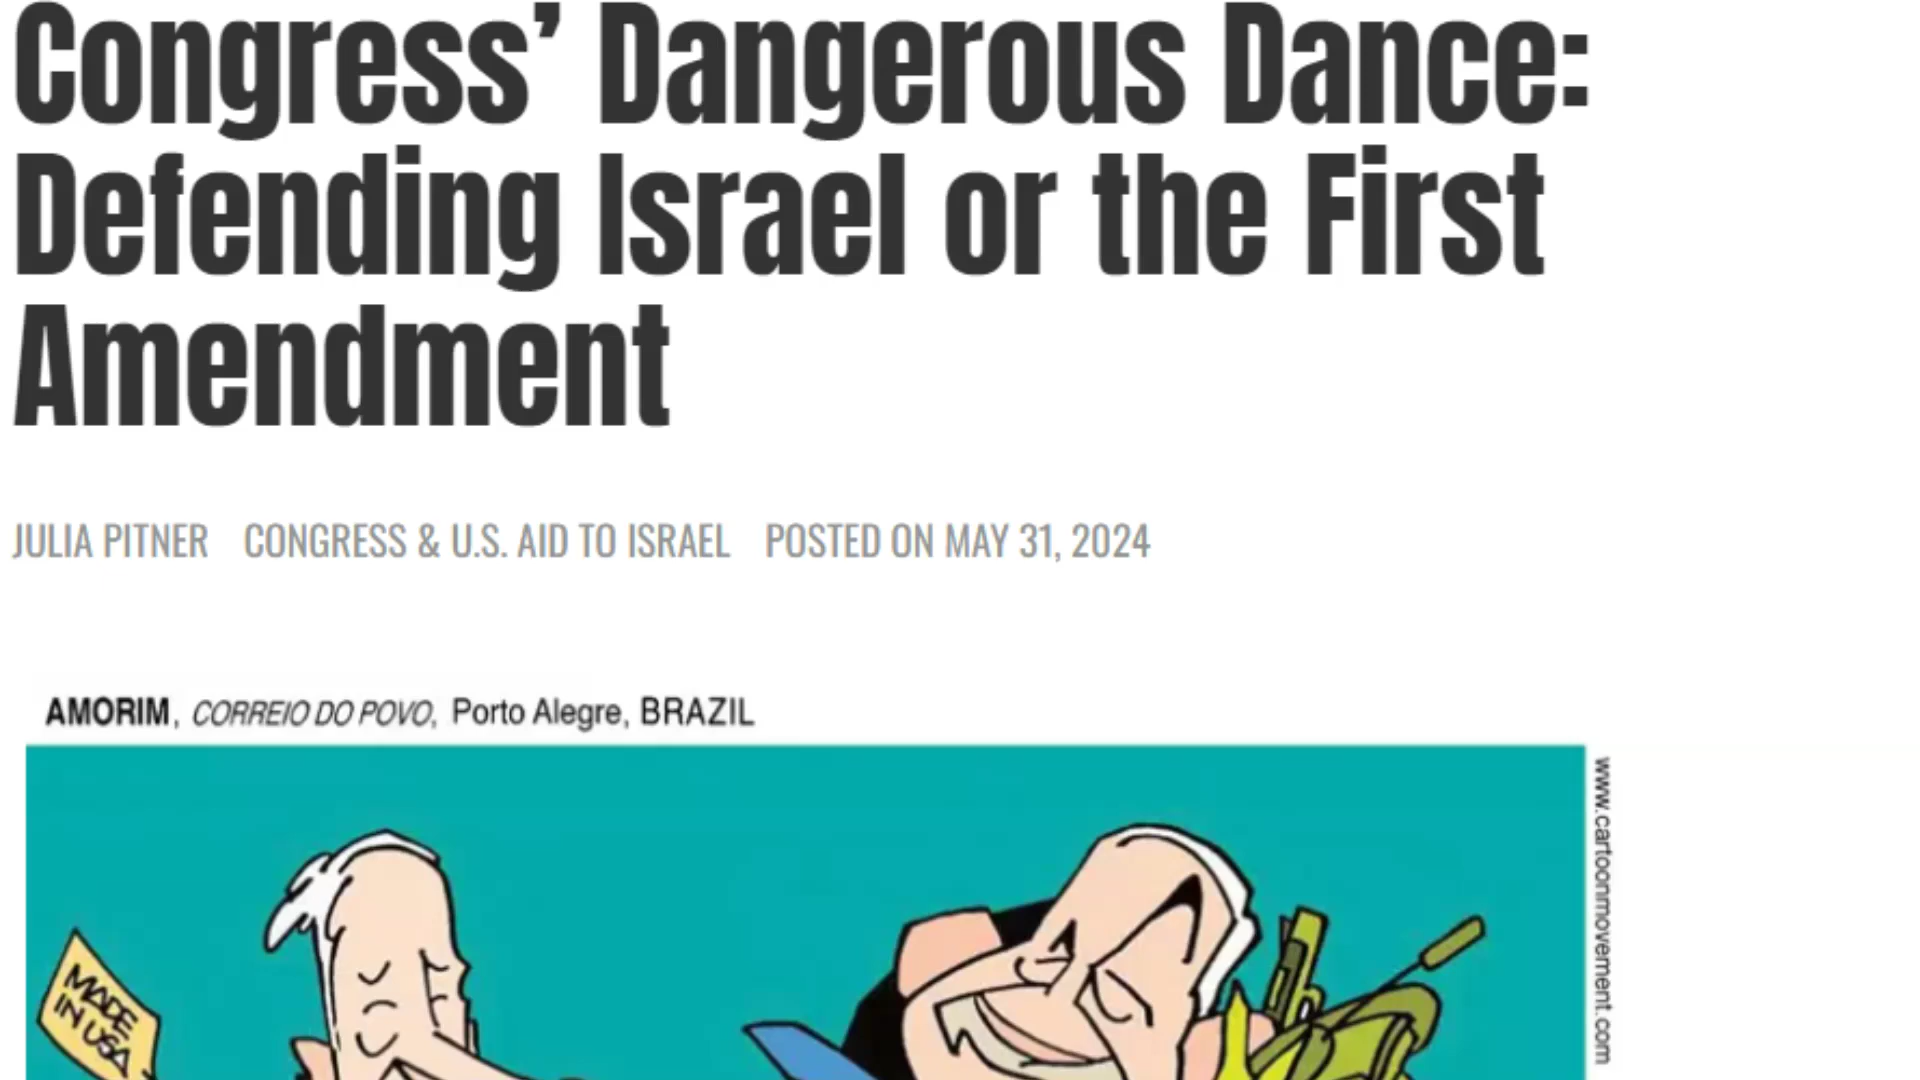 Congress’ Dangerous Dance:
Defending Israel or the First
Amendment
JULIA PITNER CONGRESS & U.S. AID TO ISRAEL POSTED ON MAY 31, 2024
AMORIM, CORREIO DO POVO, Porto Alegre, BRAZIL
www.cartoonmovement.com
MADE
IN USA